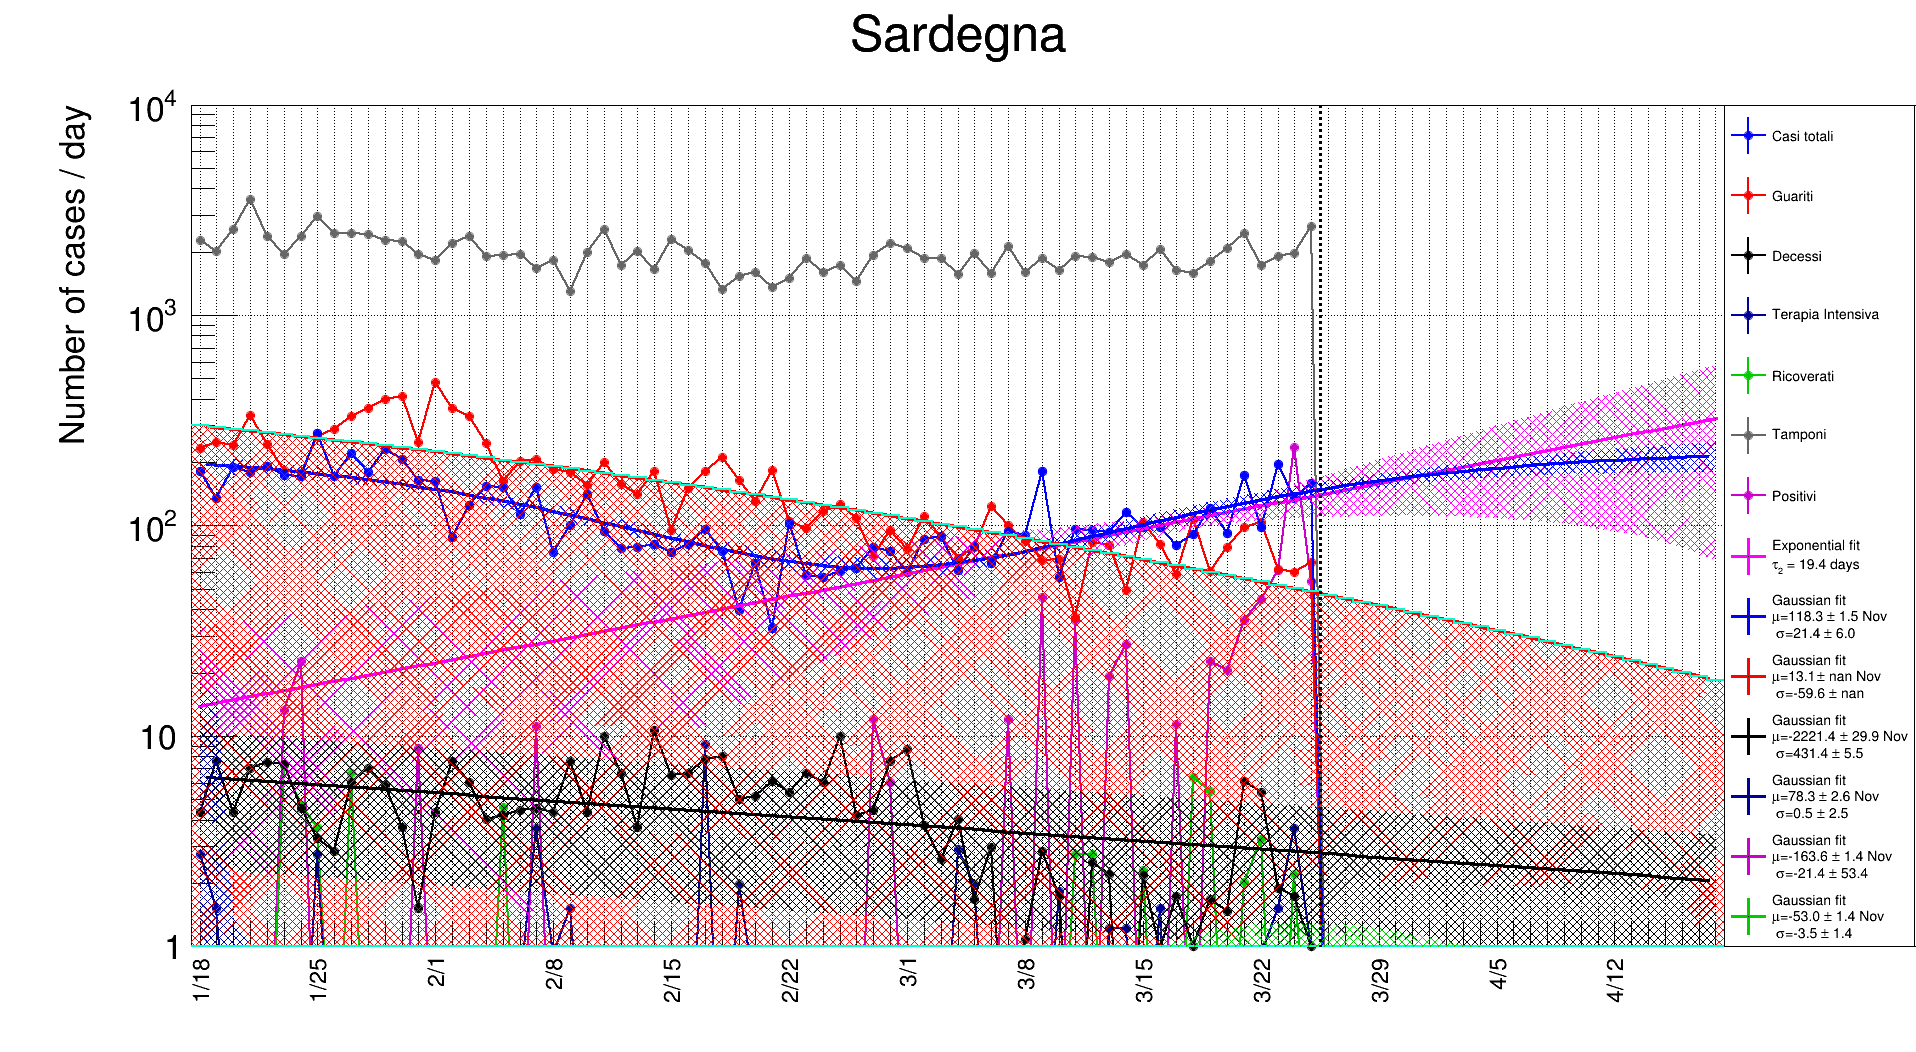 Sardegna
Number of cases / day
10^4
10^3
10^2
10
1
1/18
1/25
2/1
2/8
2/15
2/22
3/1
3/8
3/15
3/22
3/29
4/5
4/12
Casi totali
Guariti
Decessi
Terapia Intensiva
Ricoverati
Tamponi
Positivi
Exponential fit
τ₂ = 19.4 days
Gaussian fit
μ=118.3 ± 1.5 Nov
σ=21.4 ± 6.0
Gaussian fit
μ=13.1 ± nan Nov
σ=-59.6 ± nan
Gaussian fit
μ=-2221.4 ± 29.9 Nov
σ=431.4 ± 5.5
Gaussian fit
μ=78.3 ± 2.6 Nov
σ=0.5 ± 2.5
Gaussian fit
μ=-163.6 ± 1.4 Nov
σ=-21.4 ± 53.4
Gaussian fit
μ=-53.0 ± 1.4 Nov
σ=-3.5 ± 1.4